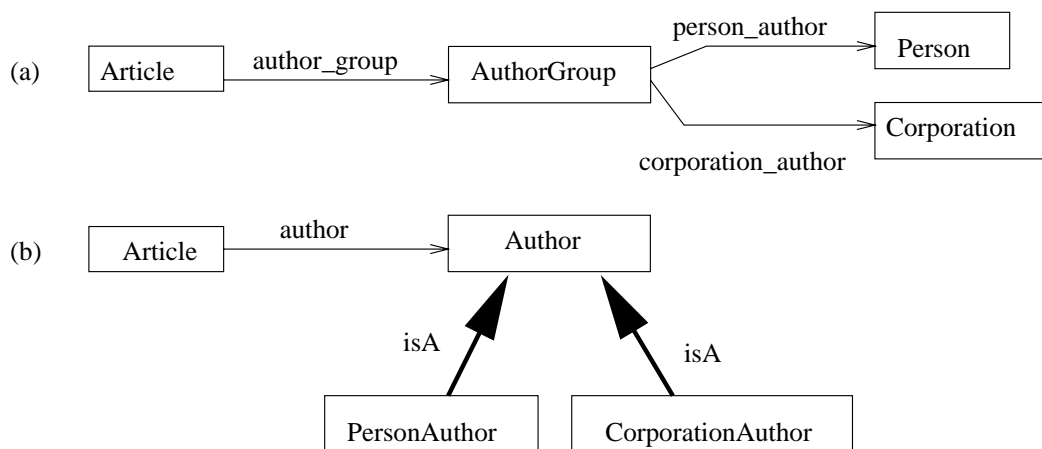 (a)
Article
author_group
AuthorGroup
person_author
Person
Corporation
corporation_author
(b)
Article
author
Author
isA
isA
PersonAuthor
CorporationAuthor